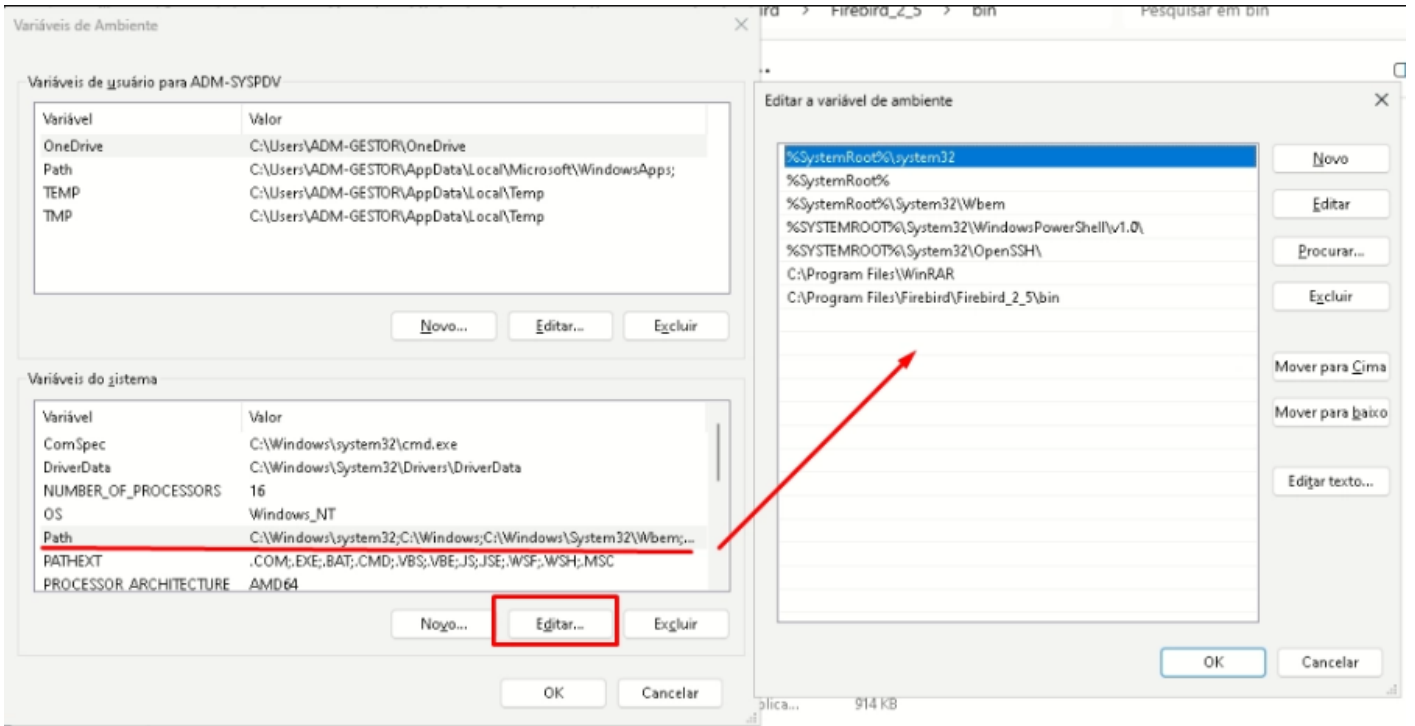 Variáveis de Ambiente
Firebird_2_5 > bin
Pesquisar em bin
Variáveis de usuário para ADM-SYSPDV
Variável Valor
OneDrive C:\Users\ADM-GESTOR\OneDrive
Path C:\Users\ADM-GESTOR\AppData\Local\Microsoft\WindowsApps;
TEMP C:\Users\ADM-GESTOR\AppData\Local\Temp
TMP C:\Users\ADM-GESTOR\AppData\Local\Temp
Novo... Editar... Excluir
Variáveis do sistema
Variável Valor
ComSpec C:\Windows\system32\cmd.exe
DriverData C:\Windows\System32\Drivers\DriverData
NUMBER_OF_PROCESSORS 16
OS Windows_NT
Path C:\Windows\system32;C:\Windows;C:\Windows\System32\Wbem;...
PATHEXT .COM;.EXE;.BAT;.CMD;.VBS;.VBE;.JS;.JSE;.WSF;.WSH;.MSC
PROCESSOR ARCHITECTURE AMD64
Novo... Editar... Excluir
OK Cancelar
Editar a variável de ambiente
%SystemRoot%\system32
%SystemRoot%
%SystemRoot%\System32\Wbem
%SYSTEMROOT%\System32\WindowsPowerShell\v1.0\
%SYSTEMROOT%\System32\OpenSSH\
C:\Program Files\WinRAR
C:\Program Files\Firebird\Firebird_2_5\bin
Novo
Editar
Procurar...
Excluir
Mover para Cima
Mover para baixo
Editar texto...
OK Cancelar
914 KB